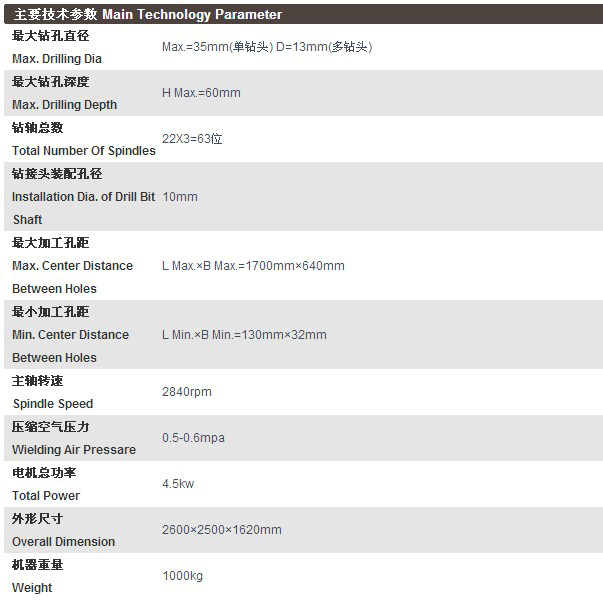 主要技术参数 Main Technology Parameter
最大钻孔直径
Max. Drilling Dia
Max.=35mm(单钻头) D=13mm(多钻头)
最大钻孔深度
Max. Drilling Depth
H Max.=60mm
钻轴总数
Total Number Of Spindles
22X3=63位
钻接头装配孔径
Installation Dia. of Drill Bit
Shaft
10mm
最大加工孔距
Max. Center Distance
Between Holes
L Max.×B Max.=1700mm×640mm
最小加工孔距
Min. Center Distance
Between Holes
L Min.×B Min.=130mm×32mm
主轴转速
Spindle Speed
2840rpm
压缩空气压力
Wielding Air Pressare
0.5-0.6mpa
电机总功率
Total Power
4.5kw
外形尺寸
Overall Dimension
2600×2500×1620mm
机器重量
Weight
1000kg